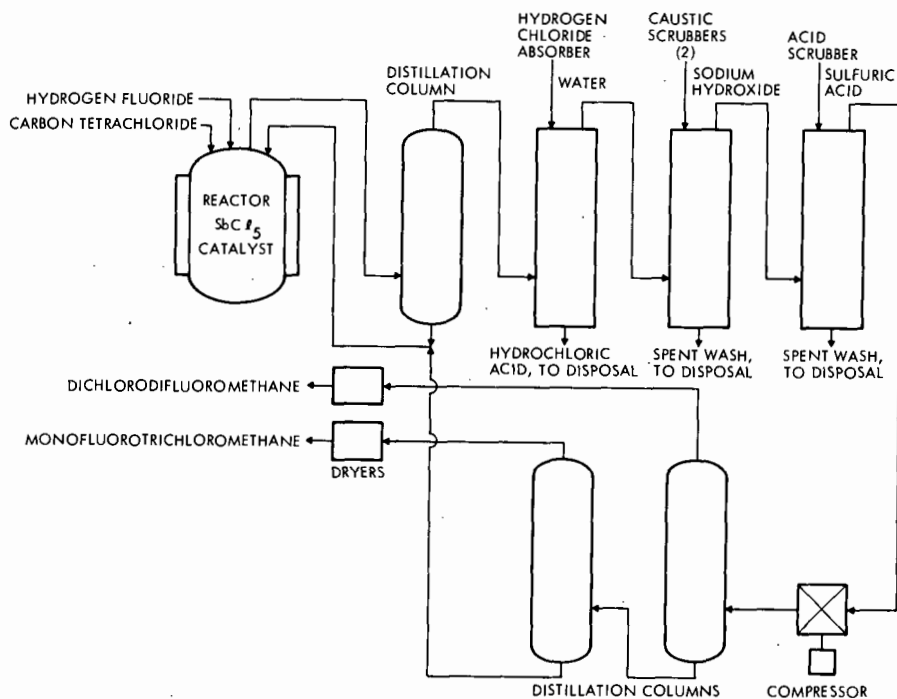 HYDROGEN
CHLORIDE
ABSORBER
CAUSTIC
SCRUBBERS
(2)
ACID
SCRUBBER
DISTILLATION
COLUMN
WATER
SODIUM
HYDROXIDE
SULFURIC
ACID
HYDROGEN FLUORIDE
CARBON TETRACHLORIDE
REACTOR
SbCℓ5
CATALYST
HYDROCHLORIC
ACID, TO DISPOSAL
SPENT WASH,
TO DISPOSAL
SPENT WASH,
TO DISPOSAL
DICHLORODIFLUOROMETHANE
MONOFLUOROTRICHLOROMETHANE
DRYERS
DISTILLATION COLUMNS
COMPRESSOR